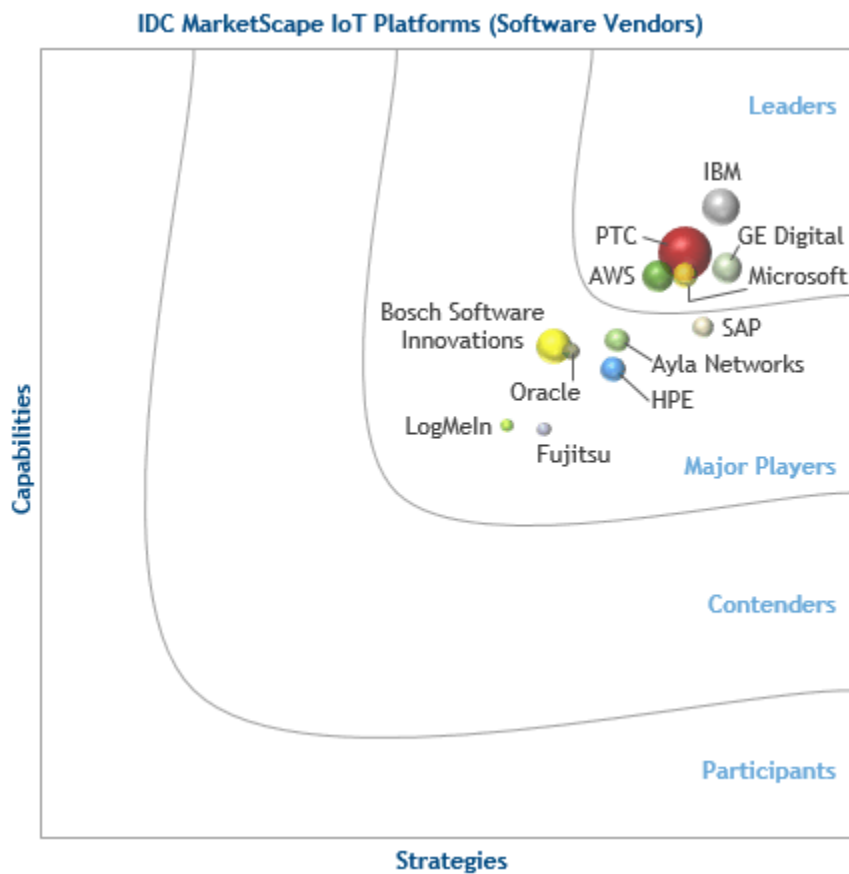 IDC MarketScape IoT Platforms (Software Vendors)
Leaders
IBM
PTC
GE Digital
AWS
Microsoft
Bosch Software
Innovations
SAP
Ayla Networks
Oracle
HPE
LogMeIn
Fujitsu
Major Players
Capabilities
Contenders
Participants
Strategies